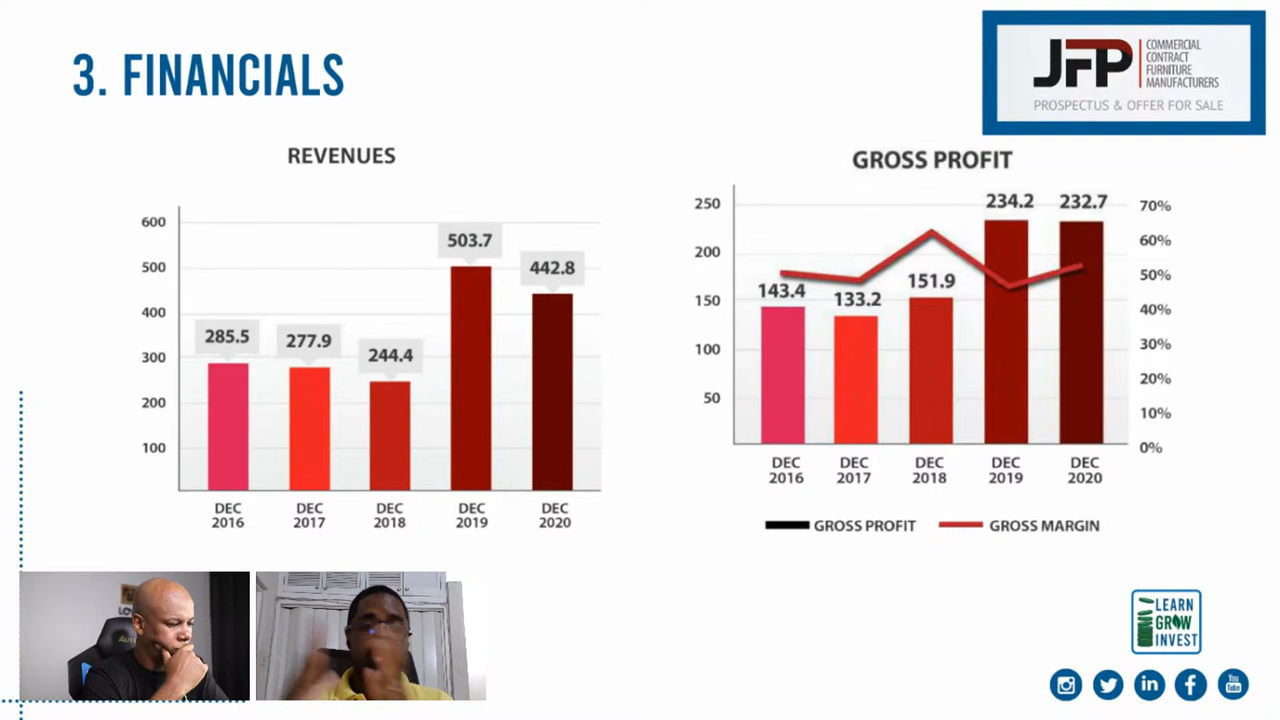 3. FINANCIALS
JFP
COMMERCIAL
CONTRACT
FURNITURE
MANUFACTURERS
PROSPECTUS & OFFER FOR SALE
REVENUES
600
500
400
300
200
100
285.5
277.9
244.4
503.7
442.8
DEC
2016
DEC
2017
DEC
2018
DEC
2019
DEC
2020
GROSS PROFIT
250
200
150
100
50
143.4
133.2
151.9
234.2
232.7
70%
60%
50%
40%
30%
20%
10%
0%
DEC
2016
DEC
2017
DEC
2018
DEC
2019
DEC
2020
GROSS PROFIT
GROSS MARGIN
LEARN
GROW
INVEST
You
Tube